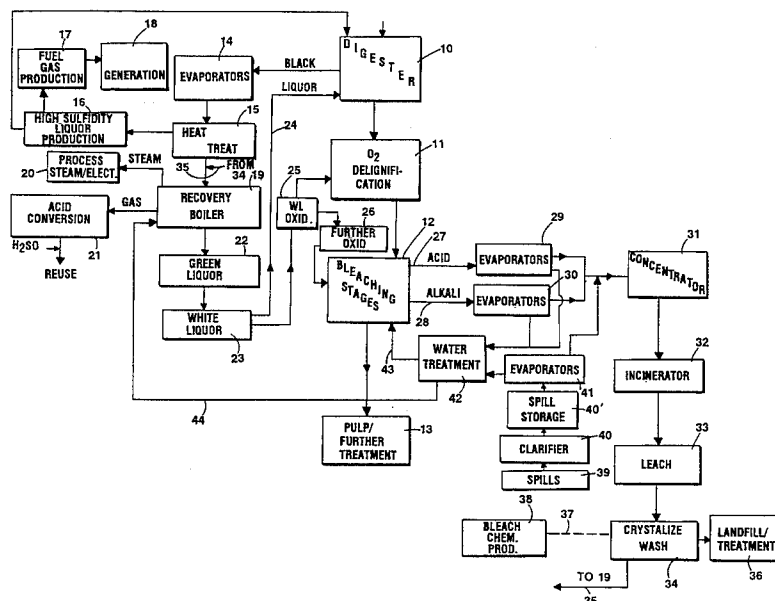 17
FUEL
GAS
PRODUCTION
18
GENERATION
14
EVAPORATORS
BLACK
LIQUOR
DIGESTER
10
16
HIGH SULFIDITY
LIQUOR
PRODUCTION
15
HEAT
TREAT
24
11
O2
DELIGNIFI-
CATION
PROCESS
STEAM/ELECT.
20
STEAM
35
FROM
34
19
25
WL
OXID.
26
FURTHER
OXID
12
27
ACID
CONVERSION
21
GAS
RECOVERY
BOILER
H2SO
REUSE
22
GREEN
LIQUOR
WHITE
LIQUOR
23
BLEACHING
STAGES
ACID
29
EVAPORATORS
30
ALKALI
28
EVAPORATORS
31
CONCENTRATOR
43
WATER
TREATMENT
42
EVAPORATORS
41
32
INCINERATOR
44
SPILL
STORAGE
40'
PULP/
FURTHER
TREATMENT
13
CLARIFIER
40
SPILLS
39
33
LEACH
38
BLEACH
CHEM.
PROD.
37
CRYSTALIZE
WASH
34
LANDFILL/
TREATMENT
36
TO 19
35